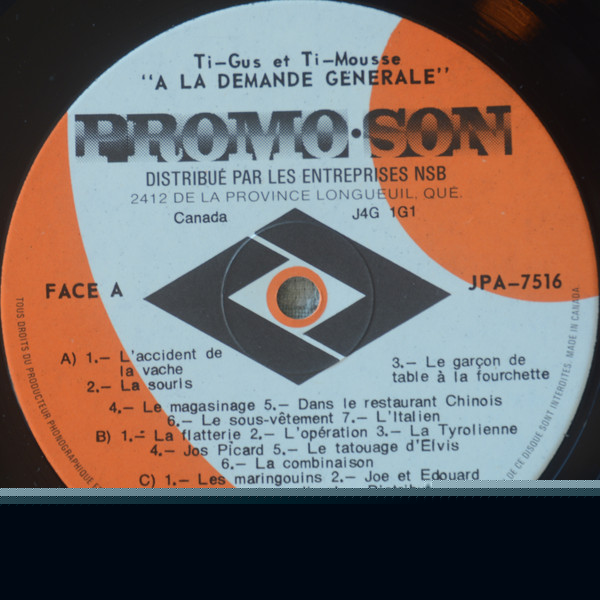 Ti-Gus et Ti-Mousse
"A LA DEMANDE GENERALE"
PROMO·SON
DISTRIBUÉ PAR LES ENTREPRISES NSB
2412 DE LA PROVINCE LONGUEUIL, QUÉ.
Canada J4G 1G1
FACE A
JPA-7516
A) 1.- L'accident de
la vache
2.- La souris
3.- Le garçon de
table à la fourchette
4.- Le magasinage 5.- Dans le restaurant Chinois
6.- Le sous-vêtement 7.- L'Italien
B) 1.- La flatterie 2.- L'opération 3.- La Tyrolienne
4.- Jos Picard 5.- Le tatouage d'Elvis
6.- La combinaison
C) 1.- Les maringouins 2.- Joe et Edouard
TOUS DROITS DU PRODUCTEUR PHONOGRAPHIQUE
DE CE DISQUE SONT INTERDITES. MADE IN CANADA